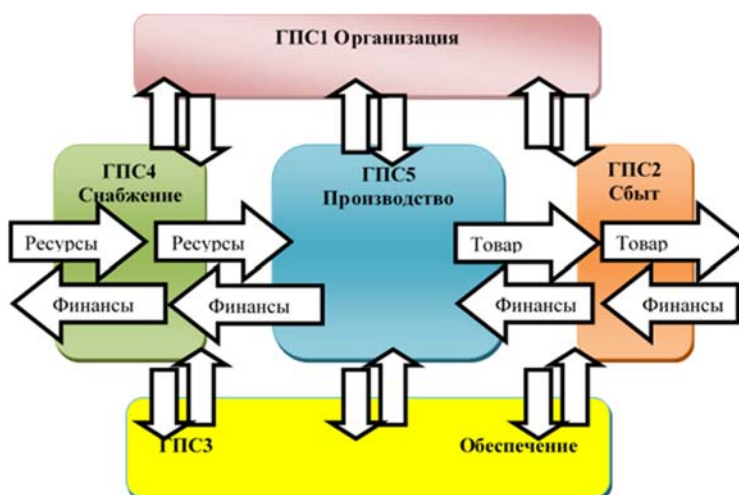 ГПС1 Организация
ГПС4
Снабжение
ГПС5
Производство
ГПС2
Сбыт
Ресурсы
Ресурсы
Товар
Товар
Финансы
Финансы
Финансы
Финансы
ГПС3 Обеспечение